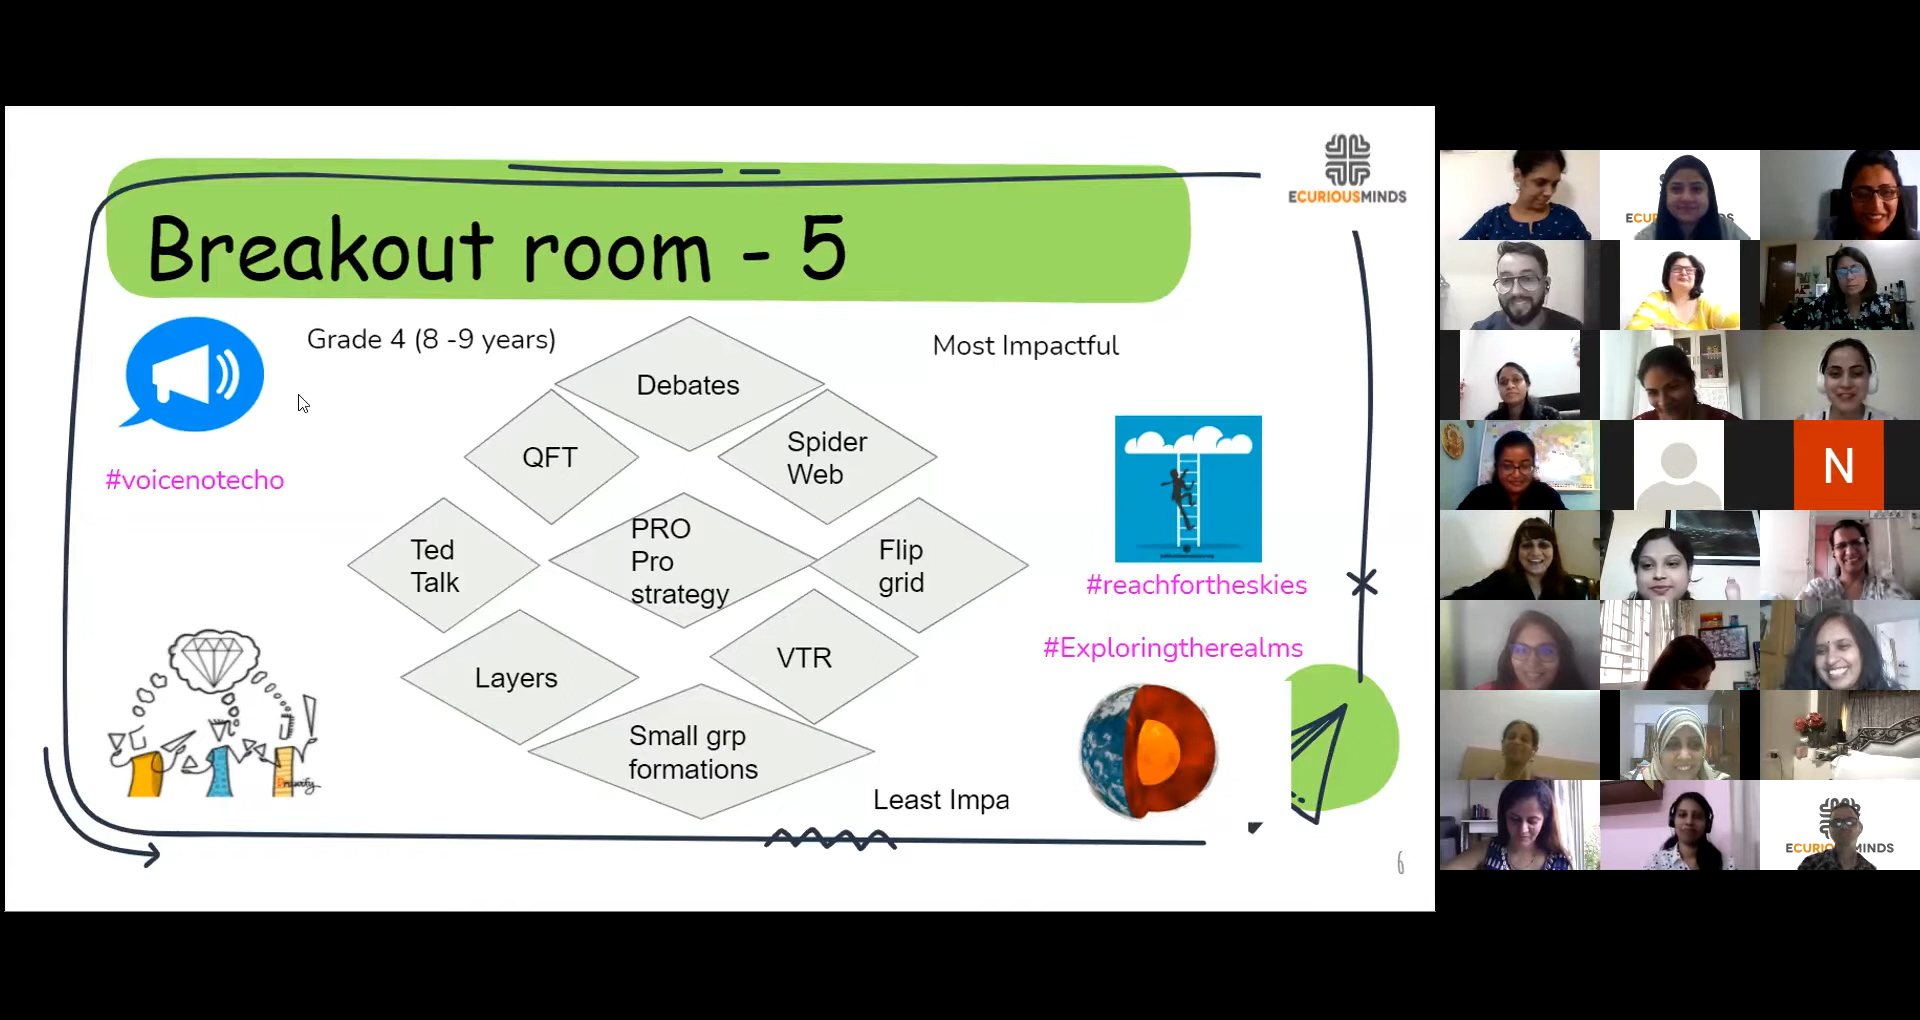 ECURIOUSMINDS
Breakout room - 5
Grade 4 (8 -9 years)
Most Impactful
Debates
QFT
Spider
Web
#voicenotecho
Ted
Talk
PRO
Pro
strategy
Flip
grid
#reachfortheskies
#Exploringtherealms
Layers
VTR
Small grp
formations
Least Impa
6
N